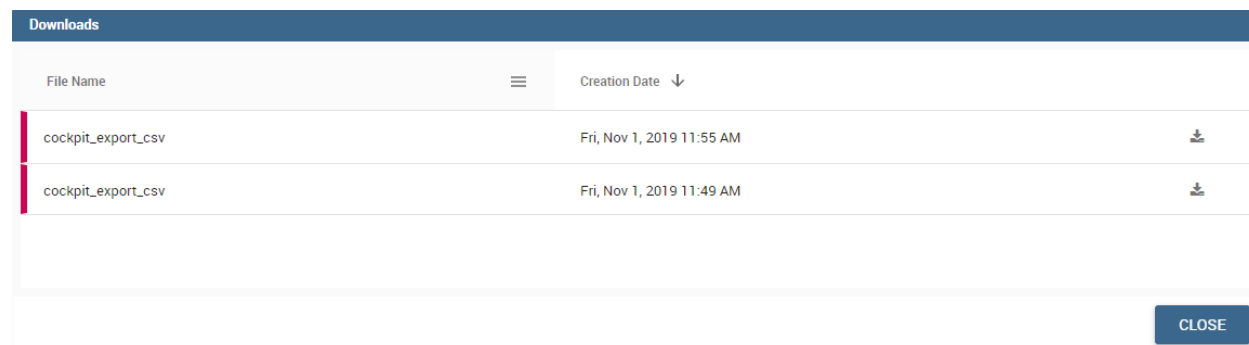 Downloads
File Name Creation Date
cockpit_export_csv Fri, Nov 1, 2019 11:55 AM
cockpit_export_csv Fri, Nov 1, 2019 11:49 AM
CLOSE